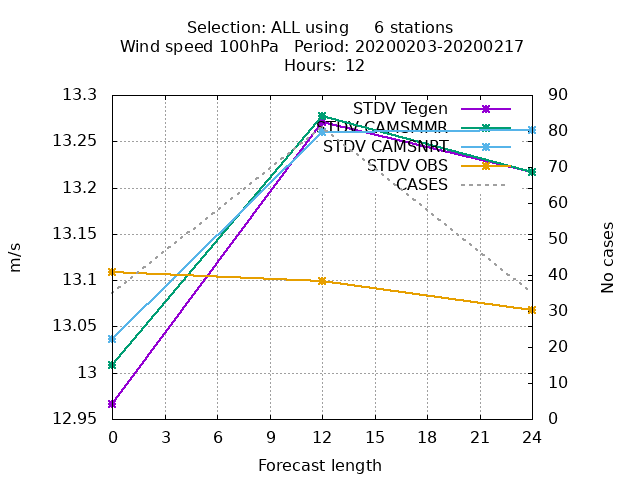 Selection: ALL using     6 stations
Wind speed 100hPa   Period: 20200203-20200217
Hours: 12
13.3
13.25
13.2
13.15
13.1
13.05
13
12.95
m/s
STDV Tegen
STDV CAMSMMR
STDV CAMSNRT
STDV OBS
CASES
90
80
70
60
50
40
30
20
10
0
No cases
0 3 6 9 12 15 18 21 24
Forecast length